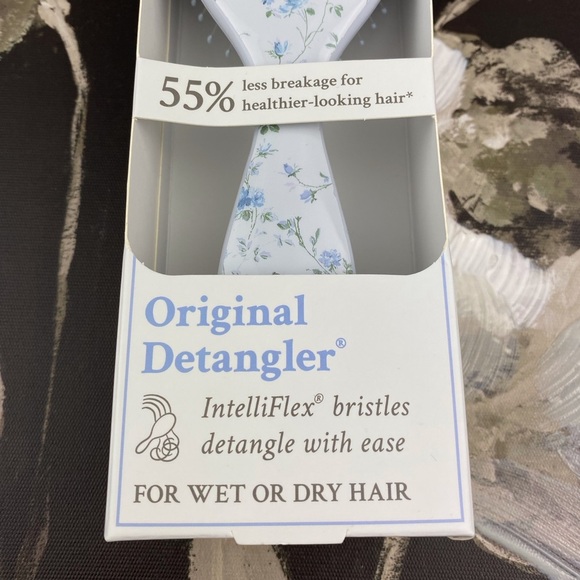 55% less breakage for
healthier-looking hair*
Original
Detangler®
IntelliFlex® bristles
detangle with ease
FOR WET OR DRY HAIR